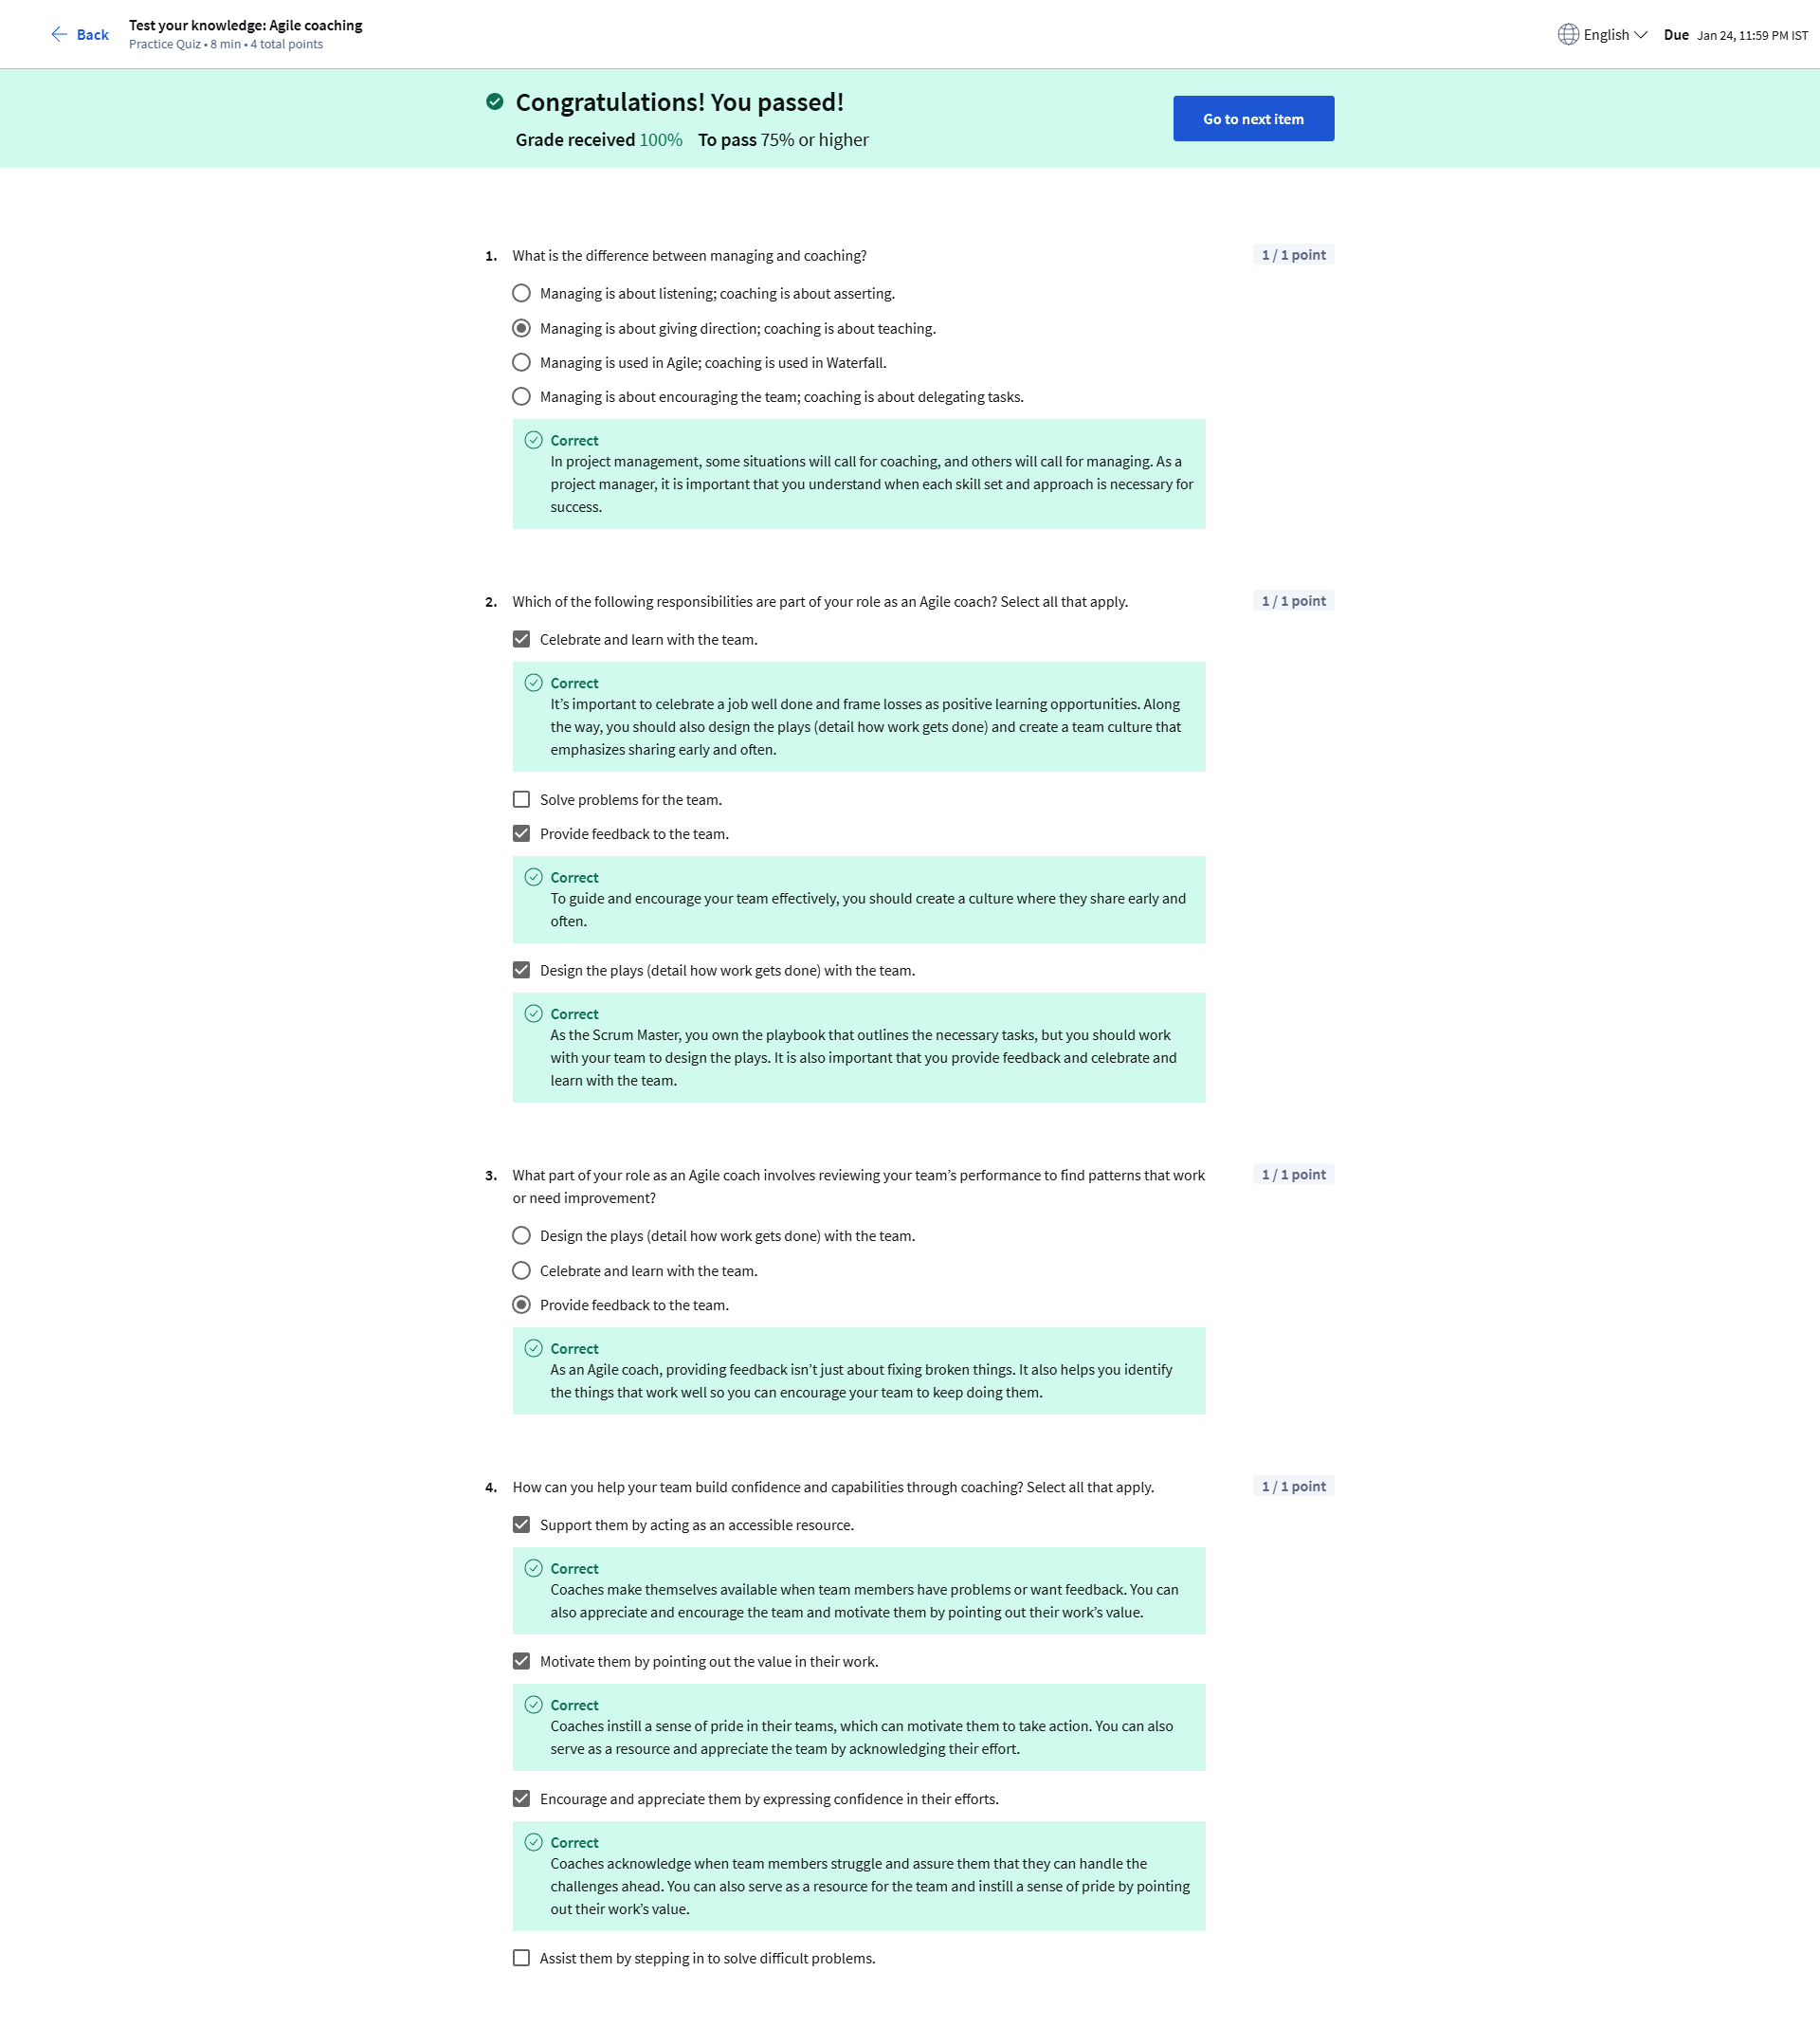 Back
Test your knowledge: Agile coaching
Practice Quiz • 8 min • 4 total points
English
Due Jan 24, 11:59 PM IST
Congratulations! You passed!
Grade received 100% To pass 75% or higher
Go to next item
1. What is the difference between managing and coaching?
1 / 1 point
Managing is about listening; coaching is about asserting.
Managing is about giving direction; coaching is about teaching.
Managing is used in Agile; coaching is used in Waterfall.
Managing is about encouraging the team; coaching is about delegating tasks.
Correct
In project management, some situations will call for coaching, and others will call for managing. As a
project manager, it is important that you understand when each skill set and approach is necessary for
success.
2. Which of the following responsibilities are part of your role as an Agile coach? Select all that apply.
1 / 1 point
Celebrate and learn with the team.
Correct
It’s important to celebrate a job well done and frame losses as positive learning opportunities. Along
the way, you should also design the plays (detail how work gets done) and create a team culture that
emphasizes sharing early and often.
Solve problems for the team.
Provide feedback to the team.
Correct
To guide and encourage your team effectively, you should create a culture where they share early and
often.
Design the plays (detail how work gets done) with the team.
Correct
As the Scrum Master, you own the playbook that outlines the necessary tasks, but you should work
with your team to design the plays. It is also important that you provide feedback and celebrate and
learn with the team.
3. What part of your role as an Agile coach involves reviewing your team’s performance to find patterns that work
or need improvement?
1 / 1 point
Design the plays (detail how work gets done) with the team.
Celebrate and learn with the team.
Provide feedback to the team.
Correct
As an Agile coach, providing feedback isn’t just about fixing broken things. It also helps you identify
the things that work well so you can encourage your team to keep doing them.
4. How can you help your team build confidence and capabilities through coaching? Select all that apply.
1 / 1 point
Support them by acting as an accessible resource.
Correct
Coaches make themselves available when team members have problems or want feedback. You can
also appreciate and encourage the team and motivate them by pointing out their work’s value.
Motivate them by pointing out the value in their work.
Correct
Coaches instill a sense of pride in their teams, which can motivate them to take action. You can also
serve as a resource and appreciate the team by acknowledging their effort.
Encourage and appreciate them by expressing confidence in their efforts.
Correct
Coaches acknowledge when team members struggle and assure them that they can handle the
challenges ahead. You can also serve as a resource for the team and instill a sense of pride by pointing
out their work’s value.
Assist them by stepping in to solve difficult problems.